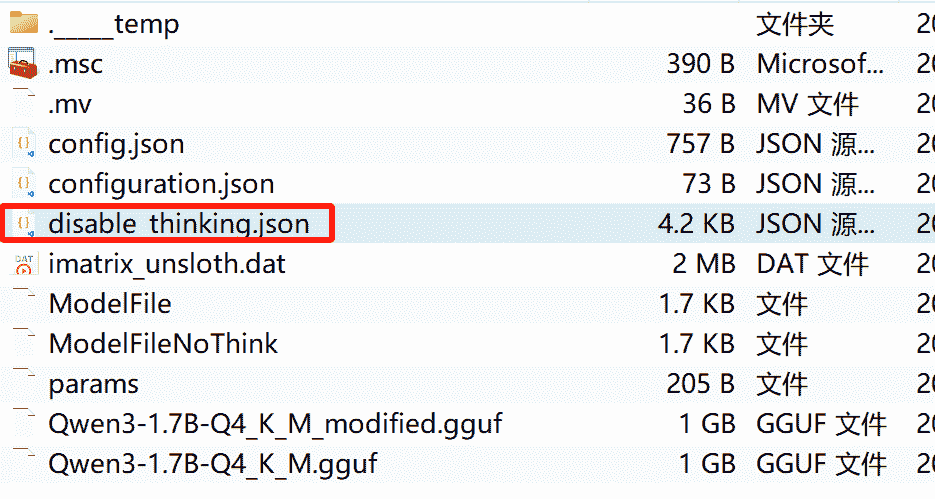 ._____temp 文件夹 20
.msc 390 B Microsof... 20
.mv 36 B MV 文件 20
config.json 757 B JSON 源... 20
configuration.json 73 B JSON 源... 20
disable_thinking.json 4.2 KB JSON 源... 20
DAT imatrix_unsloth.dat 2 MB DAT 文件 20
ModelFile 1.7 KB 文件 20
ModelFileNoThink 1.7 KB 文件 20
params 205 B 文件 20
Qwen3-1.7B-Q4_K_M_modified.gguf 1 GB GGUF 文件 20
Qwen3-1.7B-Q4_K_M.gguf 1 GB GGUF 文件 20